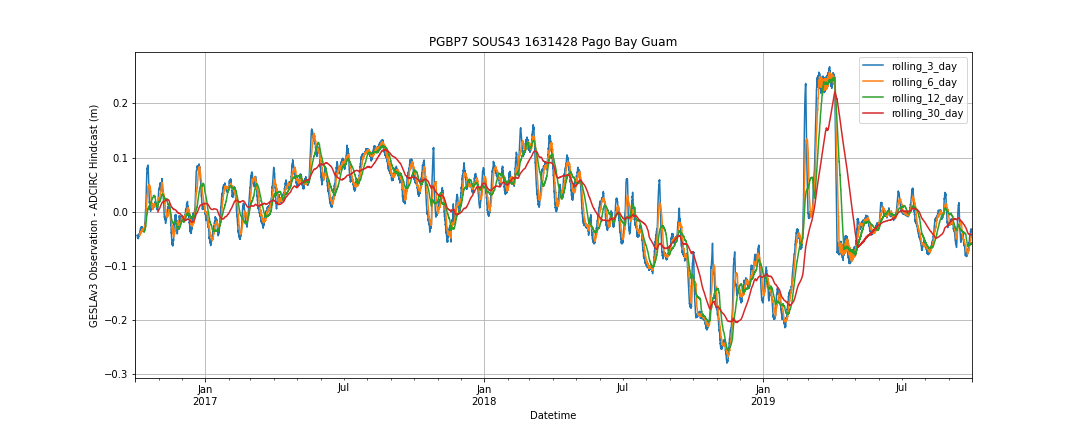 PGBP7 SOUS43 1631428 Pago Bay Guam
rolling_3_day
rolling_6_day
rolling_12_day
rolling_30_day
GESLAv3 Observation - ADCIRC Hindcast (m)
0.2
0.1
0.0
−0.1
−0.2
−0.3
Jan
2017
Jul
Jan
2018
Jul
Jan
2019
Jul
Datetime